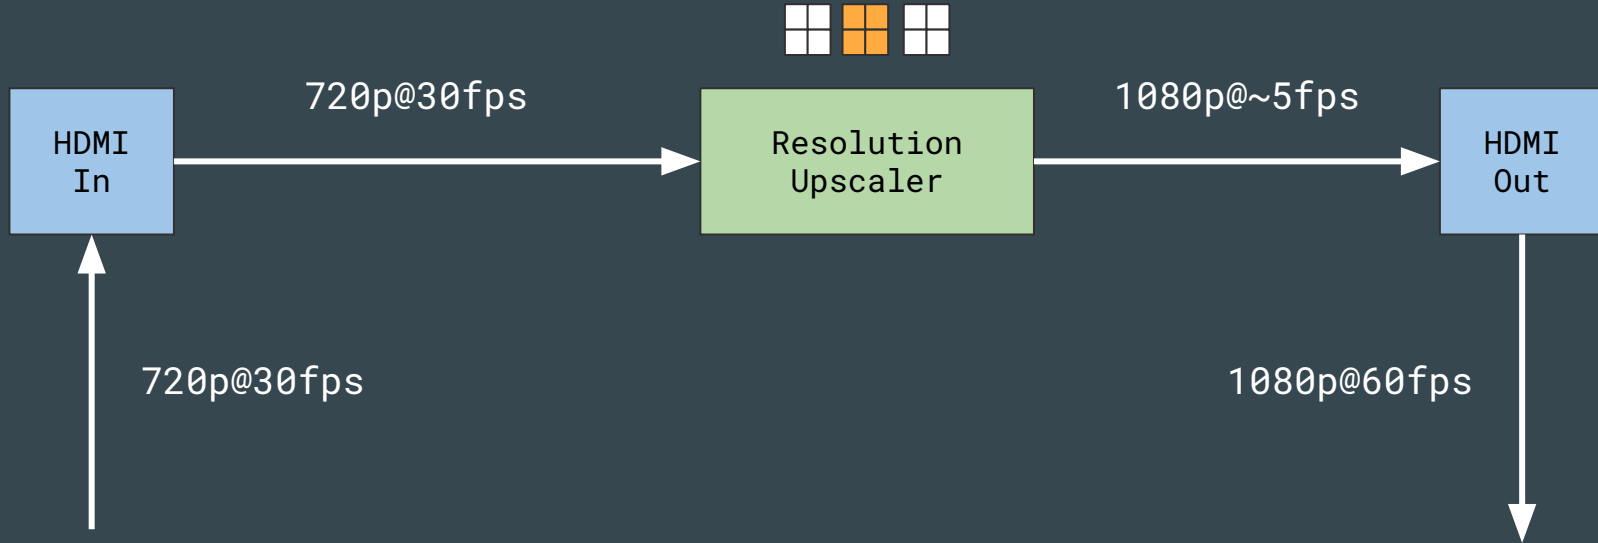 720p@30fps
1080p@~5fps
HDMI
In
Resolution
Upscaler
HDMI
Out
720p@30fps
1080p@60fps